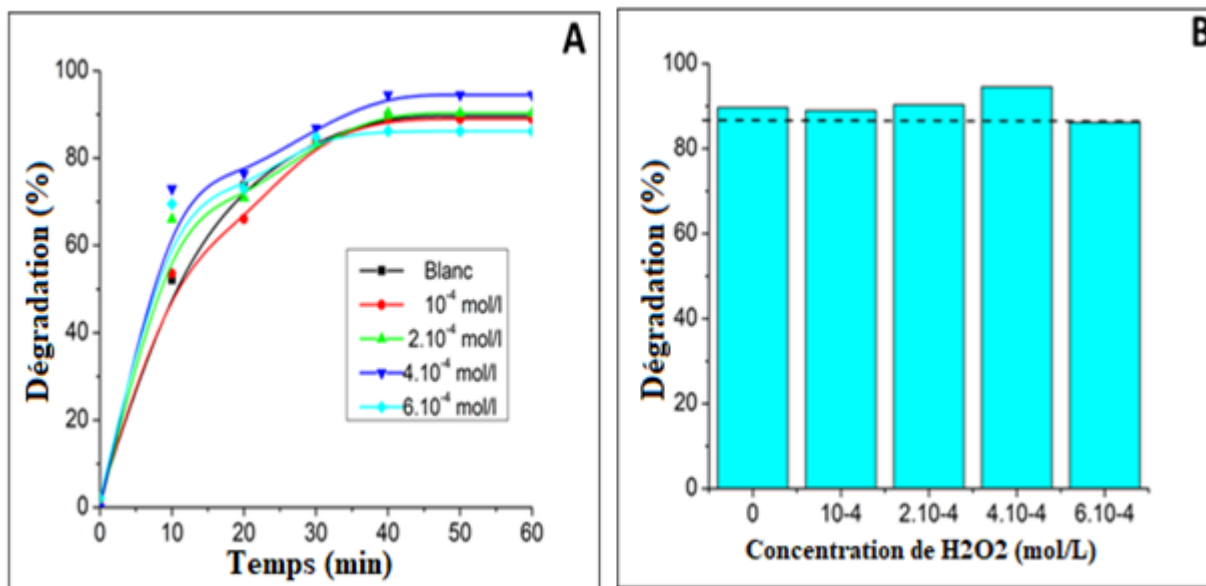 A
Dégradation (%)
100
80
60
40
20
0
Blanc
10⁻⁴ mol/l
2.10⁻⁴ mol/l
4.10⁻⁴ mol/l
6.10⁻⁴ mol/l
0 10 20 30 40 50 60
Temps (min)
B
Dégradation (%)
100
80
60
40
20
0
0 10-4 2.10-4 4.10-4 6.10-4
Concentration de H2O2 (mol/L)